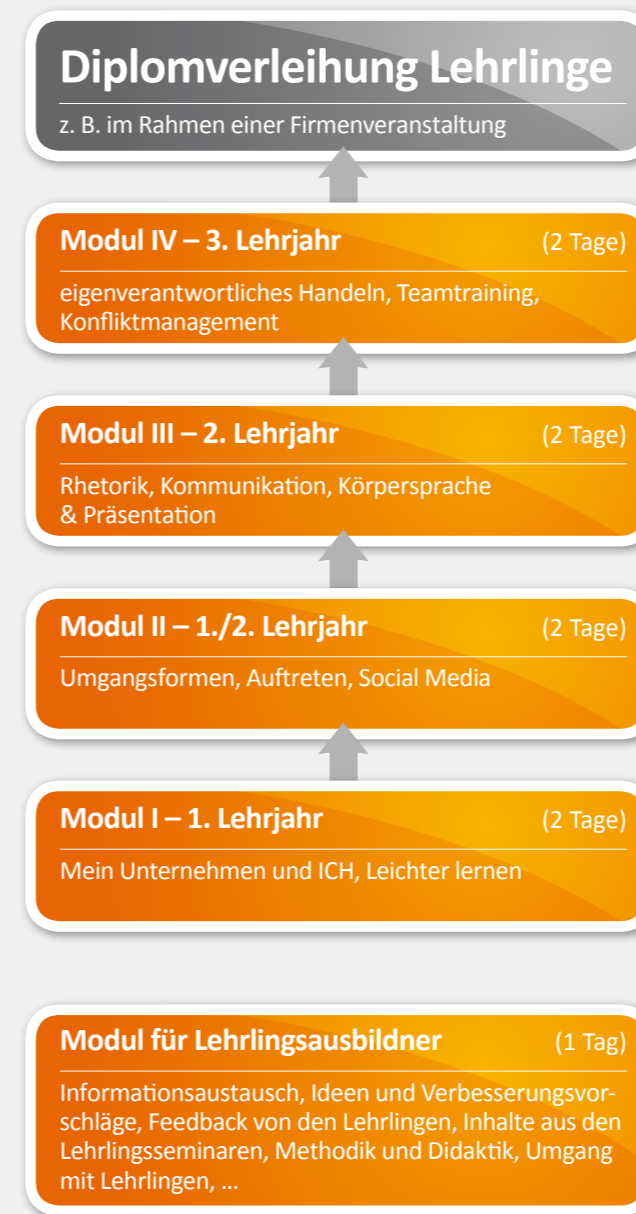 Diplomverleihung Lehrlinge
z. B. im Rahmen einer Firmenveranstaltung
Modul IV – 3. Lehrjahr (2 Tage)
eigenverantwortliches Handeln, Teamtraining,
Konfliktmanagement
Modul III – 2. Lehrjahr (2 Tage)
Rhetorik, Kommunikation, Körpersprache
& Präsentation
Modul II – 1./2. Lehrjahr (2 Tage)
Umgangsformen, Auftreten, Social Media
Modul I – 1. Lehrjahr (2 Tage)
Mein Unternehmen und ICH, Leichter lernen
Modul für Lehrlingsausbildner (1 Tag)
Informationsaustausch, Ideen und Verbesserungsvor-
schläge, Feedback von den Lehrlingen, Inhalte aus den
Lehrlingsseminaren, Methodik und Didaktik, Umgang
mit Lehrlingen, ...